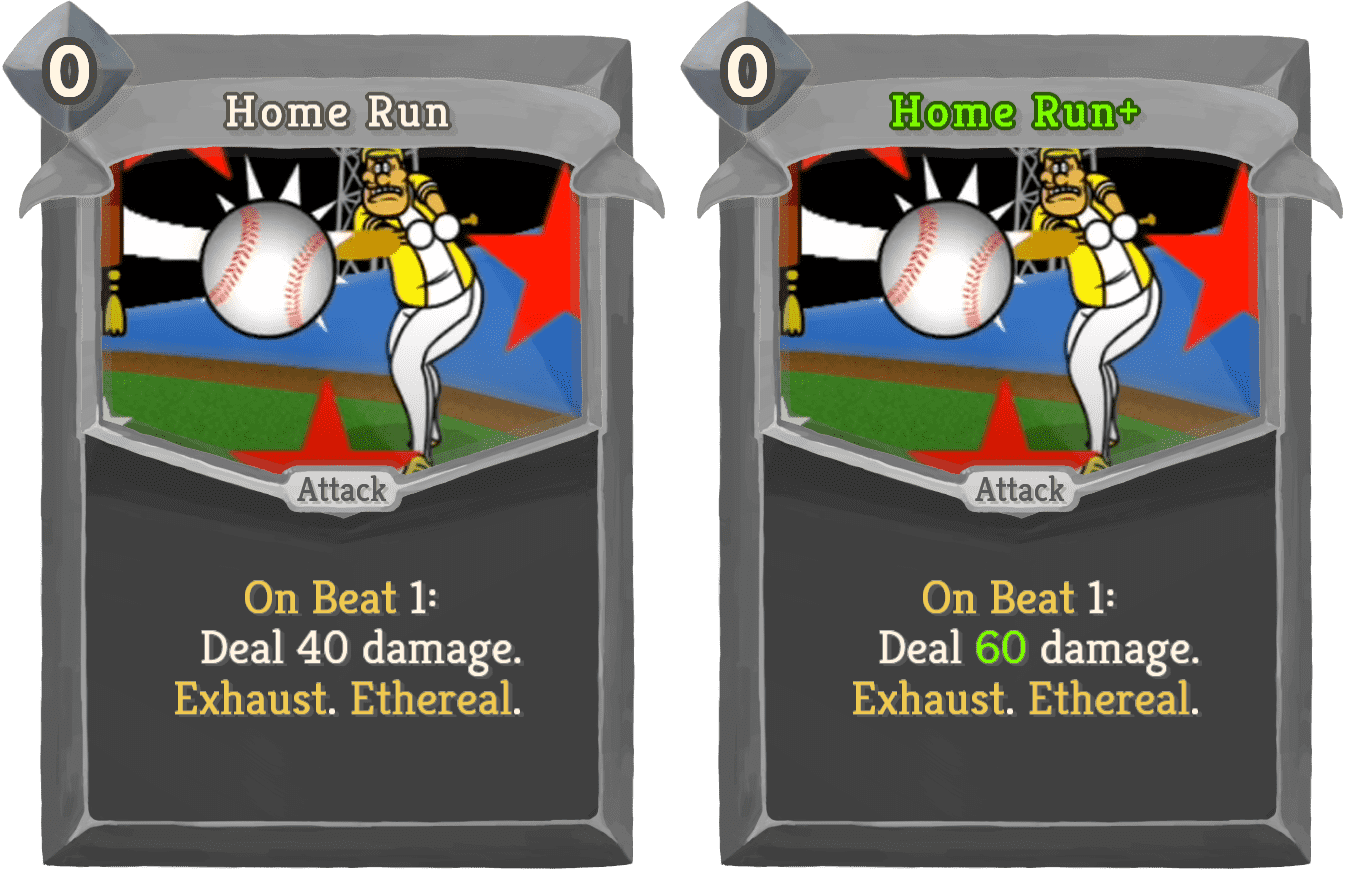 0
Home Run
Attack
On Beat 1:
Deal 40 damage.
Exhaust. Ethereal.
0
Home Run+
Attack
On Beat 1:
Deal 60 damage.
Exhaust. Ethereal.